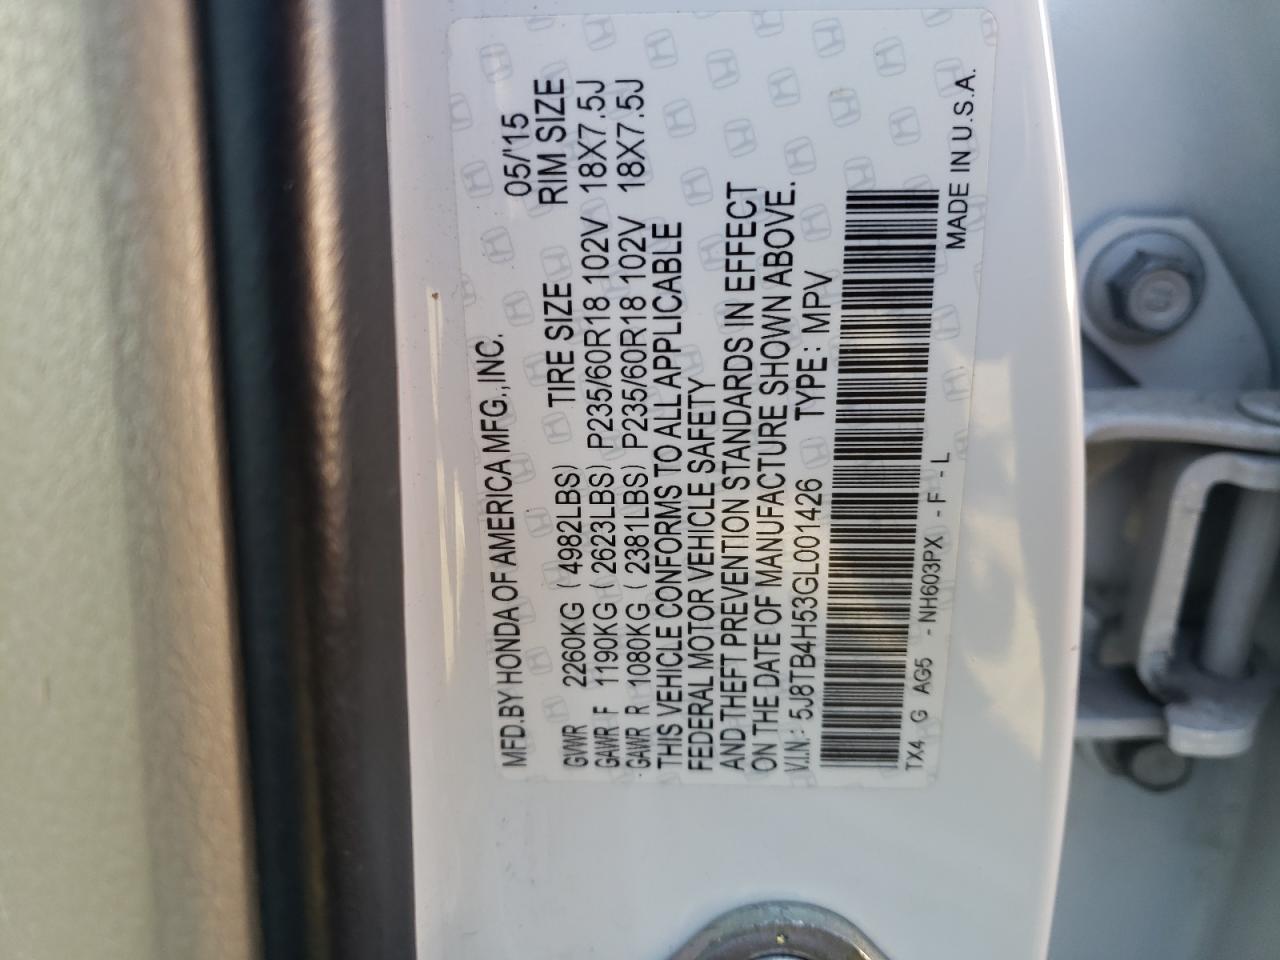 MFD.BY HONDA OF AMERICA MFG.,INC. 05/'15
GVWR 2260KG ( 4982LBS) TIRE SIZE RIM SIZE
GAWR F 1190KG ( 2623LBS) P235/60R18 102V 18X7.5J
GAWR R 1080KG ( 2381LBS) P235/60R18 102V 18X7.5J
THIS VEHICLE CONFORMS TO ALL APPLICABLE
FEDERAL MOTOR VEHICLE SAFETY
AND THEFT PREVENTION STANDARDS IN EFFECT
ON THE DATE OF MANUFACTURE SHOWN ABOVE.
V.I.N.: 5J8TB4H53GL001426 TYPE: MPV
TX4 G AG5 - NH603PX - F - L MADE IN U.S.A.